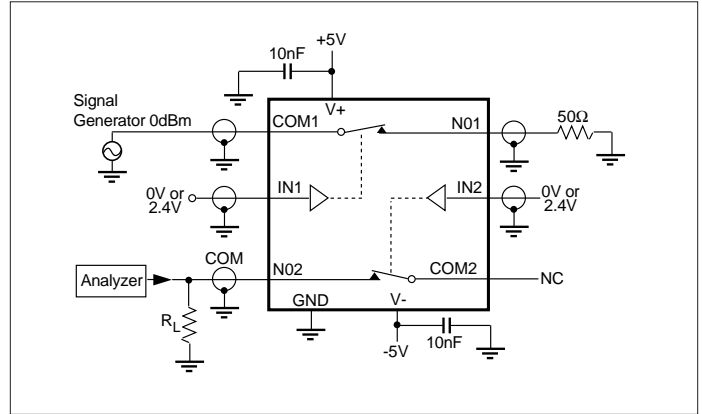 +5V
10nF
Signal
Generator 0dBm
V+
COM1
N01
50Ω
0V or
2.4V
IN1
IN2
0V or
2.4V
COM
N02
COM2
NC
Analyzer
RL
GND
V-
-5V
10nF